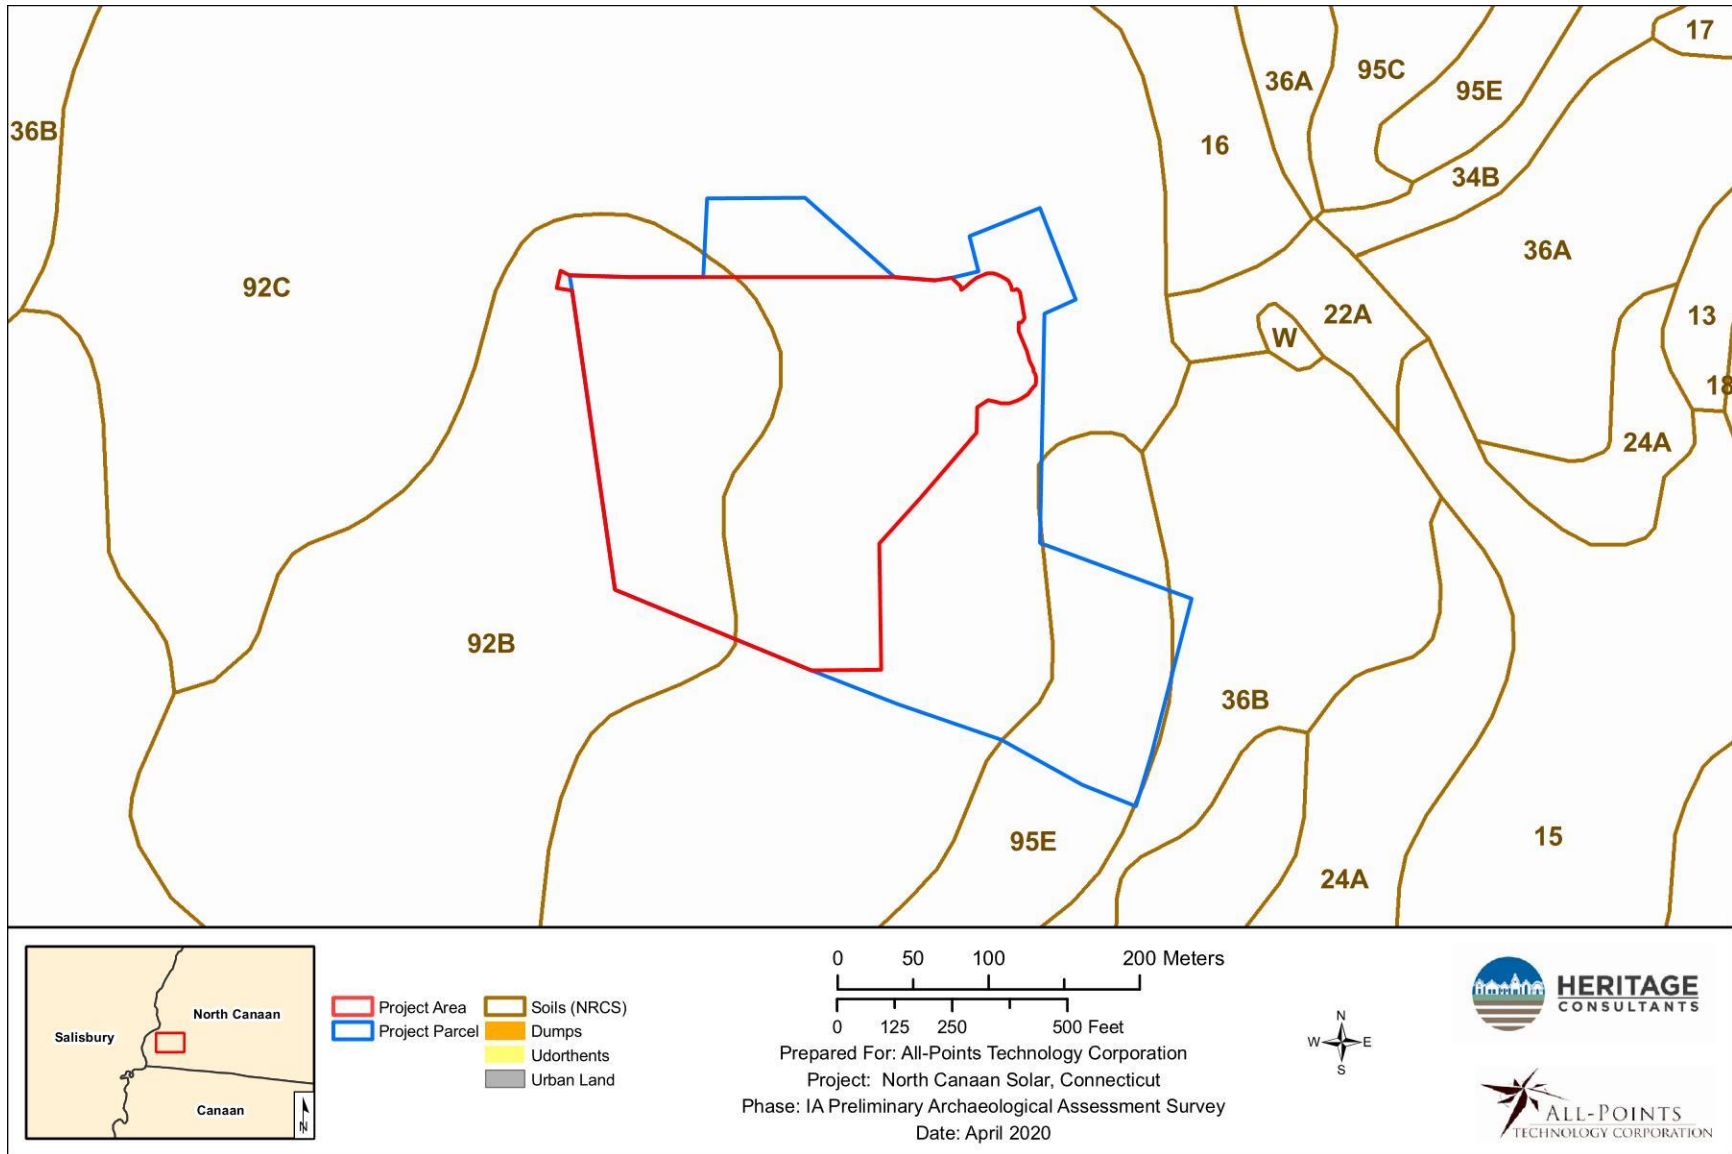 17
36A
95C
95E
36B
16
34B
36A
92C
22A
13
W
18
24A
92B
36B
95E
15
24A
Salisbury
North Canaan
Canaan
N
Project Area
Project Parcel
Soils (NRCS)
Dumps
Udorthents
Urban Land
0 50 100 200 Meters
0 125 250 500 Feet
Prepared For: All-Points Technology Corporation
Project: North Canaan Solar, Connecticut
Phase: IA Preliminary Archaeological Assessment Survey
Date: April 2020
N
W E
S
HERITAGE
CONSULTANTS
ALL-POINTS
TECHNOLOGY CORPORATION